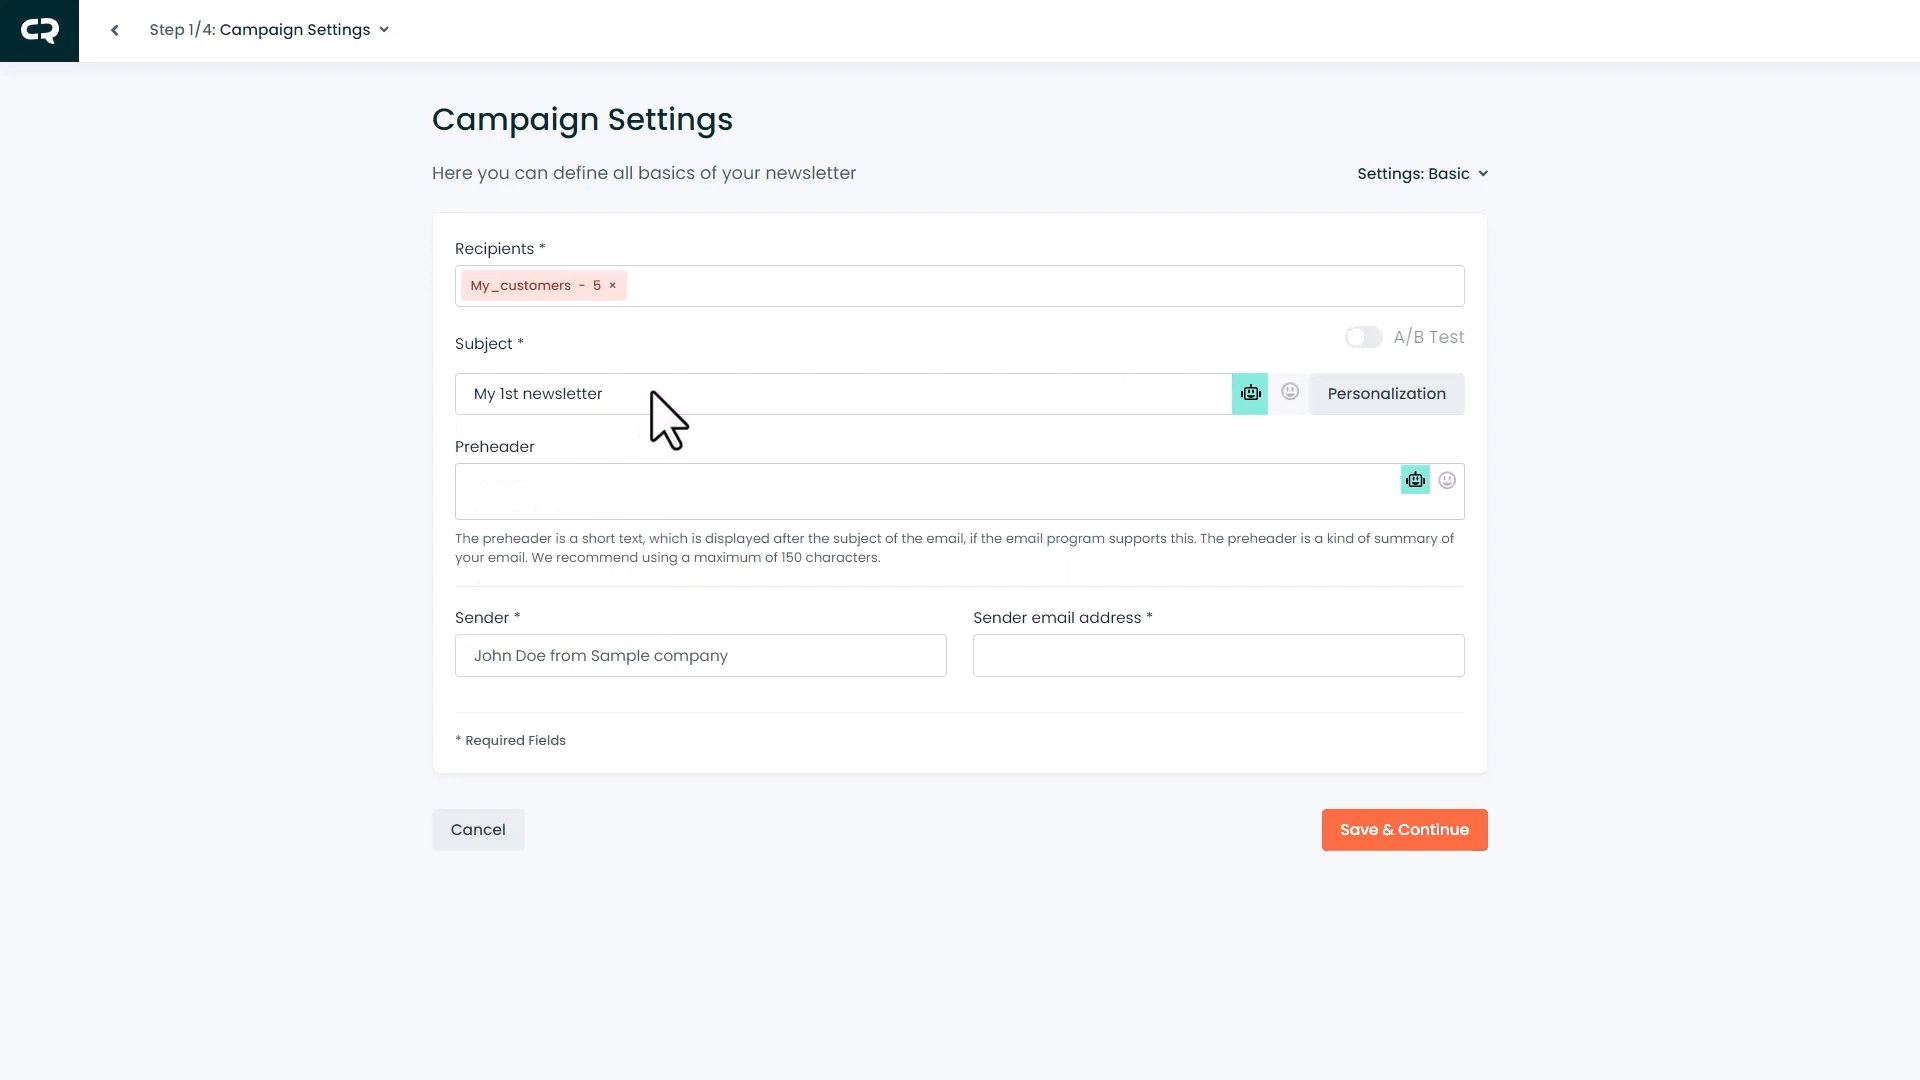 CR
Step 1/4: Campaign Settings
Campaign Settings
Here you can define all basics of your newsletter
Settings: Basic
Recipients *
My_customers - 5 ×
Subject *
A/B Test
My 1st newsletter
Personalization
Preheader
The preheader is a short text, which is displayed after the subject of the email, if the email program supports this. The preheader is a kind of summary of
your email. We recommend using a maximum of 150 characters.
Sender *
Sender email address *
John Doe from Sample company
* Required Fields
Cancel
Save & Continue